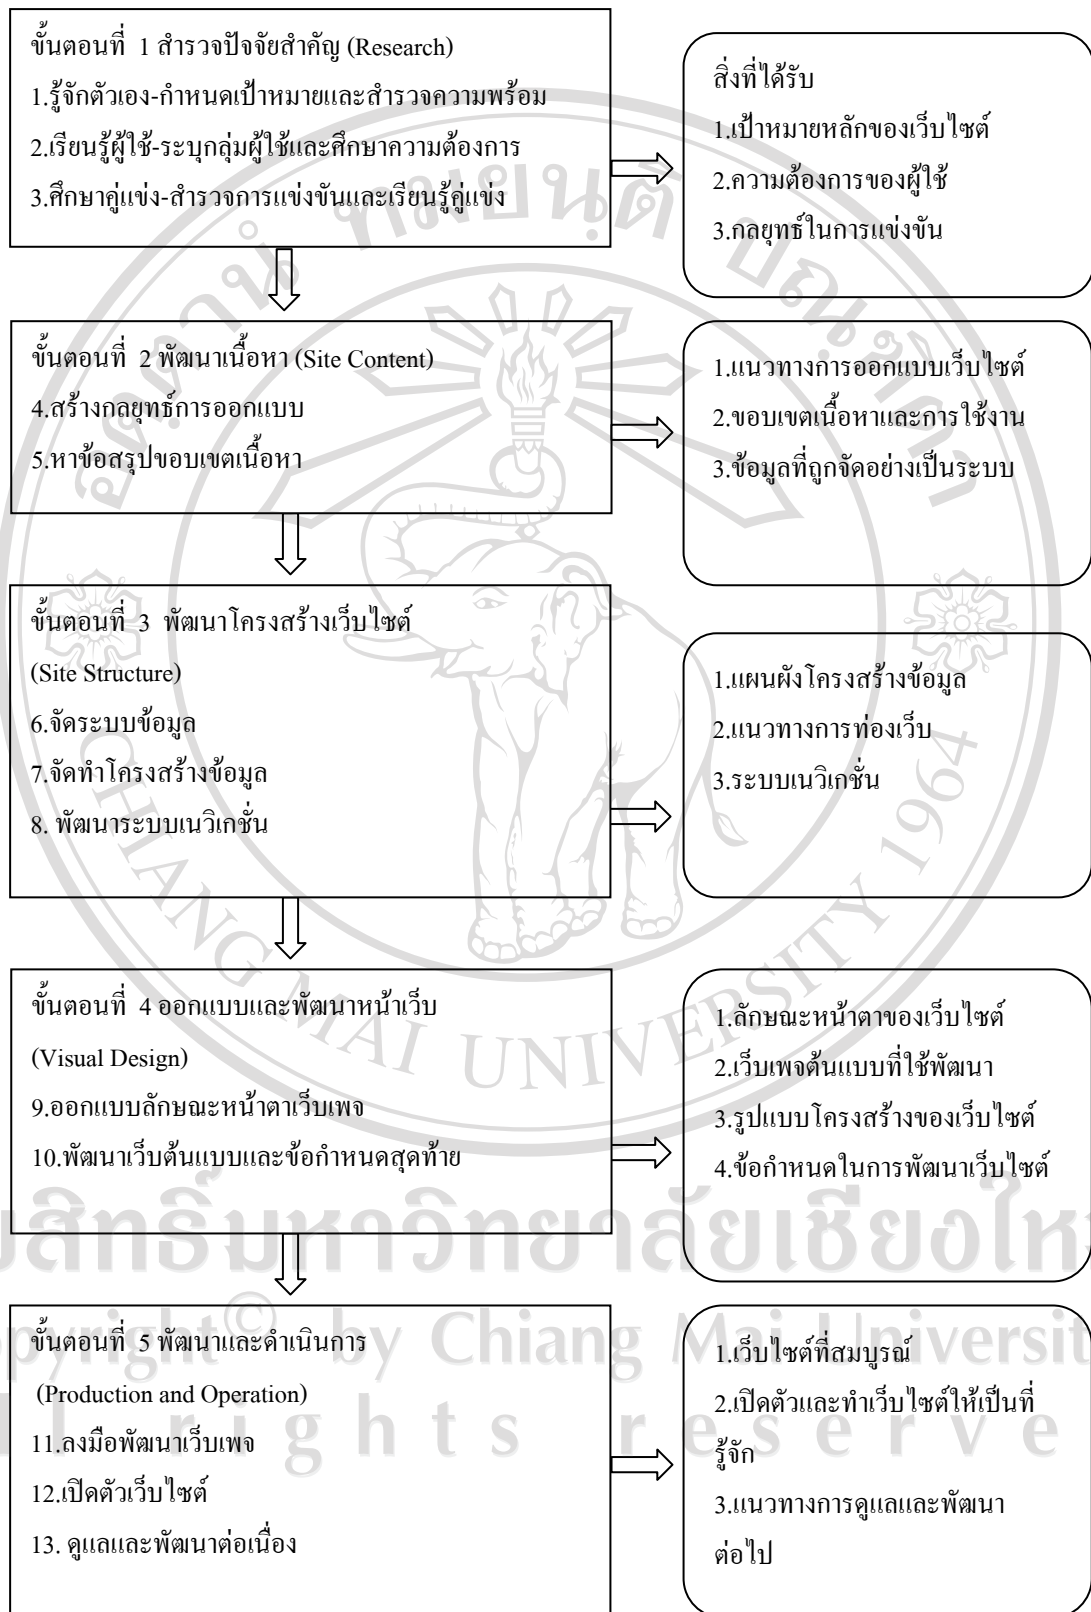 ขั้นตอนที่ 1 สำรวจปัจจัยสำคัญ (Research)
1.รู้จักตัวเอง-กำหนดเป้าหมายและสำรวจความพร้อม
2.เรียนรู้ผู้ใช้-ระบุกลุ่มผู้ใช้และศึกษาความต้องการ
3.ศึกษาคู่แข่ง-สำรวจการแข่งขันและเรียนรู้คู่แข่ง
สิ่งที่ได้รับ
1.เป้าหมายหลักของเว็บไซต์
2.ความต้องการของผู้ใช้
3.กลยุทธ์ในการแข่งขัน
ขั้นตอนที่ 2 พัฒนาเนื้อหา (Site Content)
4.สร้างกลยุทธ์การออกแบบ
5.หาข้อสรุปขอบเขตเนื้อหา
1.แนวทางการออกแบบเว็บไซต์
2.ขอบเขตเนื้อหาและการใช้งาน
3.ข้อมูลที่ถูกจัดอย่างเป็นระบบ
ขั้นตอนที่ 3 พัฒนาโครงสร้างเว็บไซต์
(Site Structure)
6.จัดระบบข้อมูล
7.จัดทำโครงสร้างข้อมูล
8. พัฒนาระบบเนวิเกชั่น
1.แผนผังโครงสร้างข้อมูล
2.แนวทางการท่องเว็บ
3.ระบบเนวิเกชั่น
ขั้นตอนที่ 4 ออกแบบและพัฒนาหน้าเว็บ
(Visual Design)
9.ออกแบบลักษณะหน้าตาเว็บเพจ
10.พัฒนาเว็บต้นแบบและข้อกำหนดสุดท้าย
1.ลักษณะหน้าตาของเว็บไซต์
2.เว็บเพจต้นแบบที่ใช้พัฒนา
3.รูปแบบโครงสร้างของเว็บไซต์
4.ข้อกำหนดในการพัฒนาเว็บไซต์
ขั้นตอนที่ 5 พัฒนาและดำเนินการ
(Production and Operation)
11.ลงมือพัฒนาเว็บเพจ
12.เปิดตัวเว็บไซต์
13. ดูแลและพัฒนาต่อเนื่อง
1.เว็บไซต์ที่สมบูรณ์
2.เปิดตัวและทำเว็บไซต์ให้เป็นที่
รู้จัก
3.แนวทางการดูแลและพัฒนา
ต่อไป
CHIANG MAI UNIVERSITY 1964
by Chiang Mai
rights